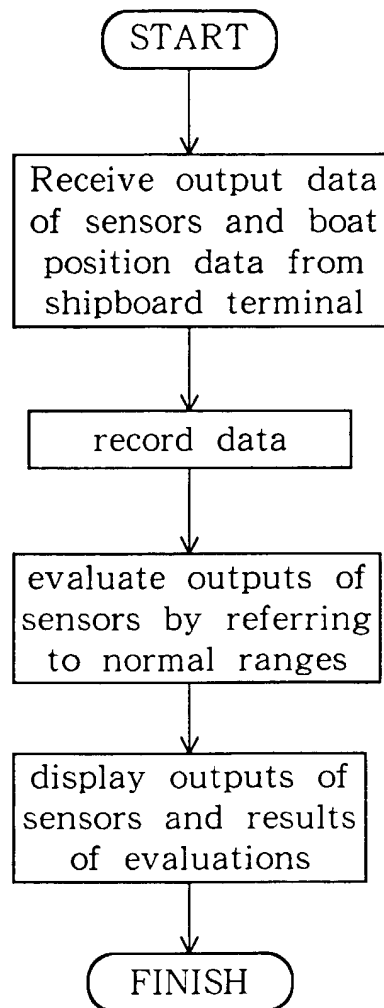 START
Receive output data
of sensors and boat
position data from
shipboard terminal
record data
evaluate outputs of
sensors by referring
to normal ranges
display outputs of
sensors and results
of evaluations
FINISH